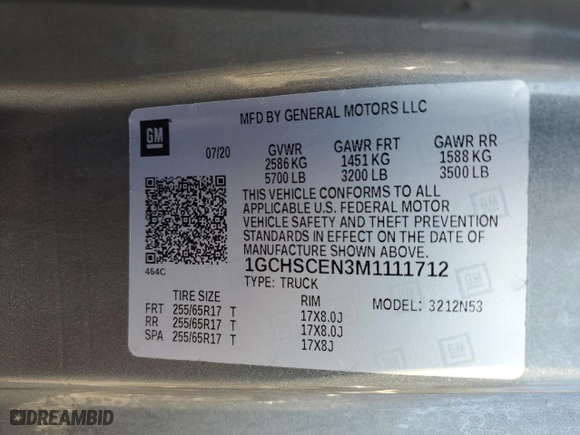 MFD BY GENERAL MOTORS LLC
GM
07/20 GVWR GAWR FRT GAWR RR
2586 KG 1451 KG 1588 KG
5700 LB 3200 LB 3500 LB
THIS VEHICLE CONFORMS TO ALL
APPLICABLE U.S. FEDERAL MOTOR
VEHICLE SAFETY AND THEFT PREVENTION
STANDARDS IN EFFECT ON THE DATE OF
MANUFACTURE SHOWN ABOVE.
464C
1GCHSCEN3M1111712
TYPE: TRUCK
TIRE SIZE RIM MODEL: 3212N53
FRT 255/65R17 T 17X8.0J
RR 255/65R17 T 17X8.0J
SPA 255/65R17 T 17X8J
DREAMBID